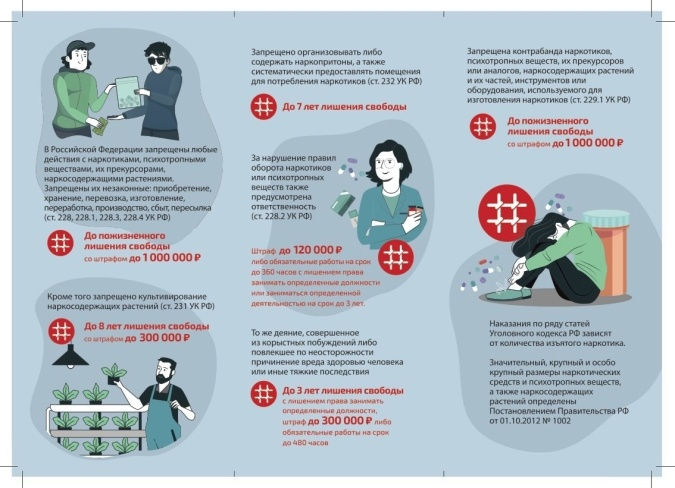 В Российской Федерации запрещены любые
действия с наркотиками, психотропными
веществами, их прекурсорами,
наркосодержащими растениями.
Запрещены их незаконные: приобретение,
хранение, перевозка, изготовление,
переработка, производство, сбыт, пересылка
(ст. 228, 228.1, 228.3, 228.4 УК РФ)
До пожизненного
лишения свободы
со штрафом до 1 000 000 ₽
Кроме того запрещено культивирование
наркосодержащих растений (ст. 231 УК РФ)
До 8 лет лишения свободы
со штрафом до 300 000 ₽
Запрещено организовывать либо
содержать наркопритоны, а также
систематически предоставлять помещения
для потребления наркотиков (ст. 232 УК РФ)
До 7 лет лишения свободы
За нарушение правил
оборота наркотиков
или психотропных
веществ также
предусмотрена
ответственность
(ст. 228.2 УК РФ)
Штраф до 120 000 ₽
либо обязательные работы на срок
до 360 часов с лишением права
занимать определенные должности
или заниматься определенной
деятельностью на срок до 3 лет.
То же деяние, совершенное
из корыстных побуждений либо
повлекшее по неосторожности
причинение вреда здоровью человека
или иные тяжкие последствия
До 3 лет лишения свободы
с лишением права занимать
определенные должности,
штраф до 300 000 ₽ либо
обязательные работы на срок
до 480 часов
Запрещена контрабанда наркотиков,
психотропных веществ, их прекурсоров
или аналогов, наркосодержащих растений
и их частей, инструментов или
оборудования, используемого для
изготовления наркотиков (ст. 229.1 УК РФ)
До пожизненного
лишения свободы
со штрафом до 1 000 000 ₽
Наказания по ряду статей
Уголовного кодекса РФ зависят
от количества изъятого наркотика.
Значительный, крупный и особо
крупный размеры наркотических
средств и психотропных веществ,
а также наркосодержащих
растений определены
Постановлением Правительства РФ
от 01.10.2012 № 1002